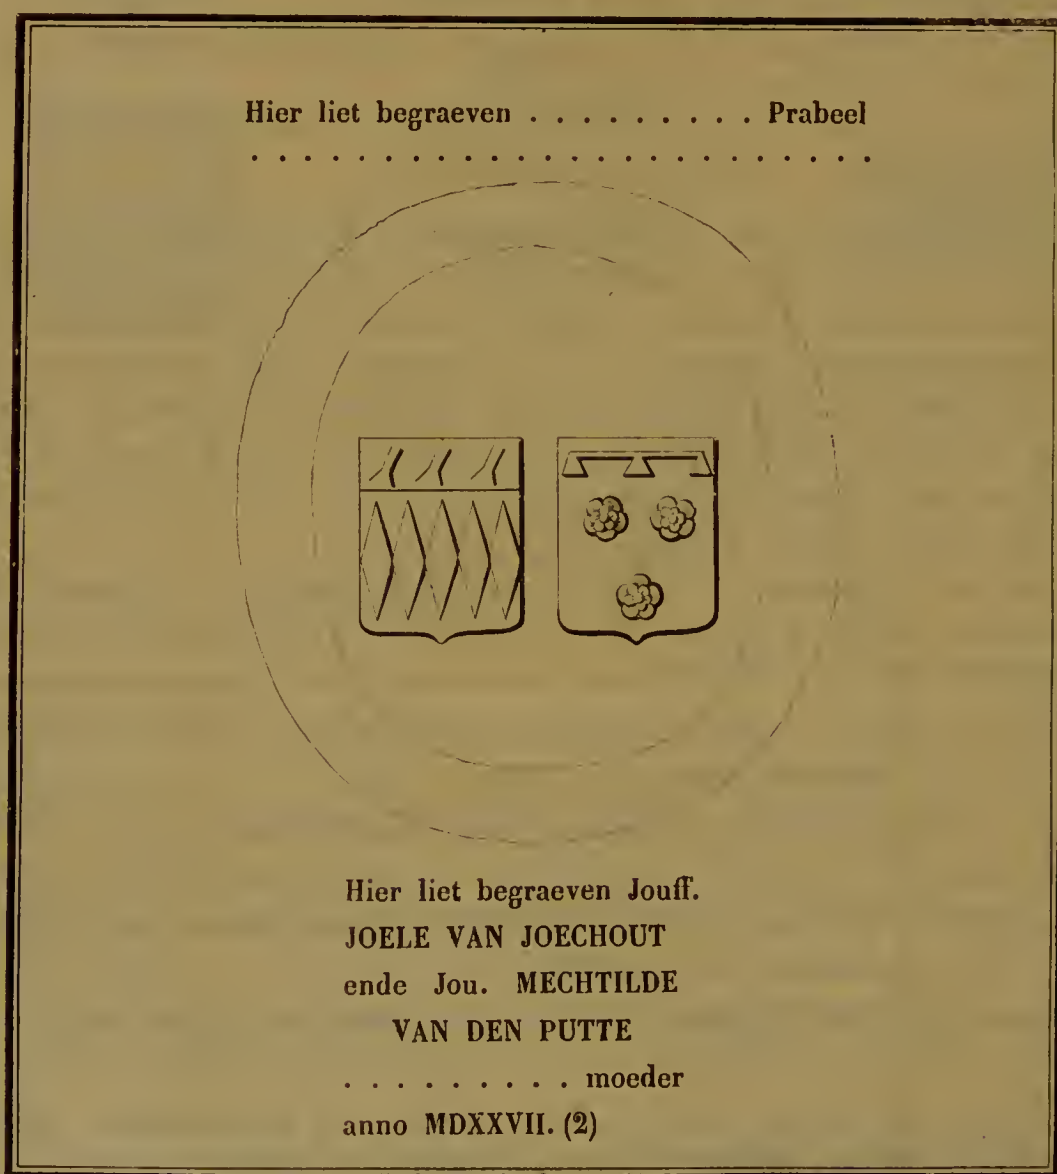 Hier liet begraeven . . . . . . . . . Prabeel
. . . . . . . . . . . . . . . . . . . . . . . .
Hier liet begraeven Jouff.
JOELE VAN JOECHOUT
ende Jou. MECHTILDE
VAN DEN PUTTE
. . . . . . . . . moeder
anno MDXXVII. (2)